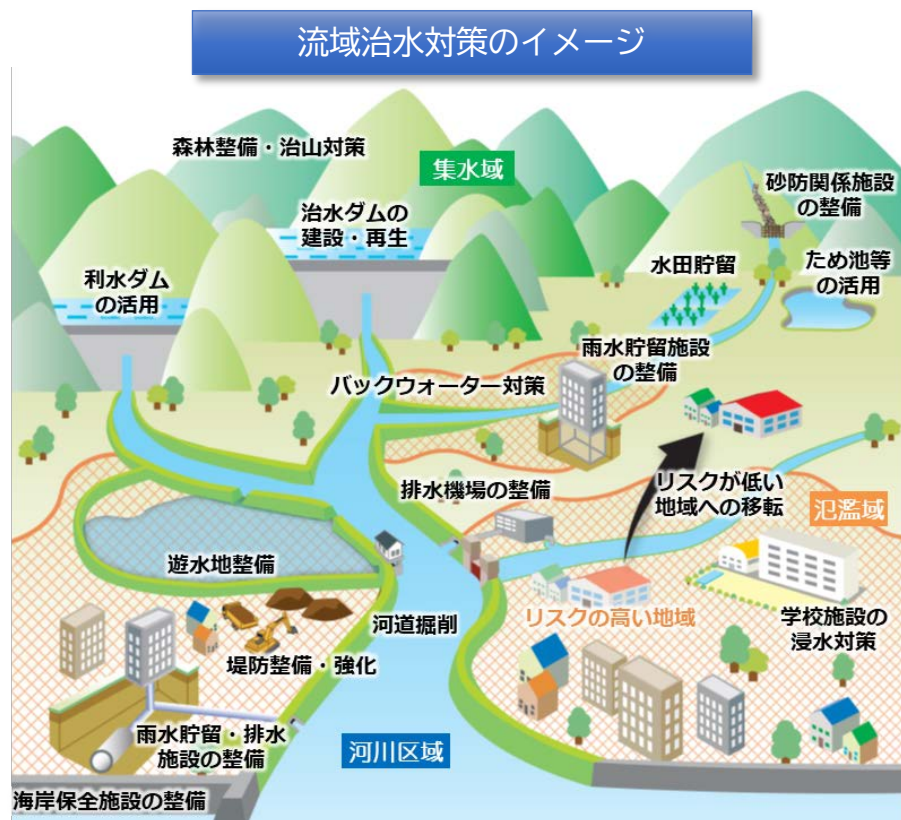 流域治水対策のイメージ
森林整備・治山対策
集水域
砂防関係施設
の整備
治水ダムの
建設・再生
水田貯留
ため池等
の活用
利水ダム
の活用
雨水貯留施設
の整備
バックウォーター対策
排水機場の整備
リスクが低い
地域への移転
氾濫域
遊水地整備
リスクの高い地域
学校施設の
浸水対策
河道掘削
堤防整備・強化
雨水貯留・排水
施設の整備
河川区域
海岸保全施設の整備